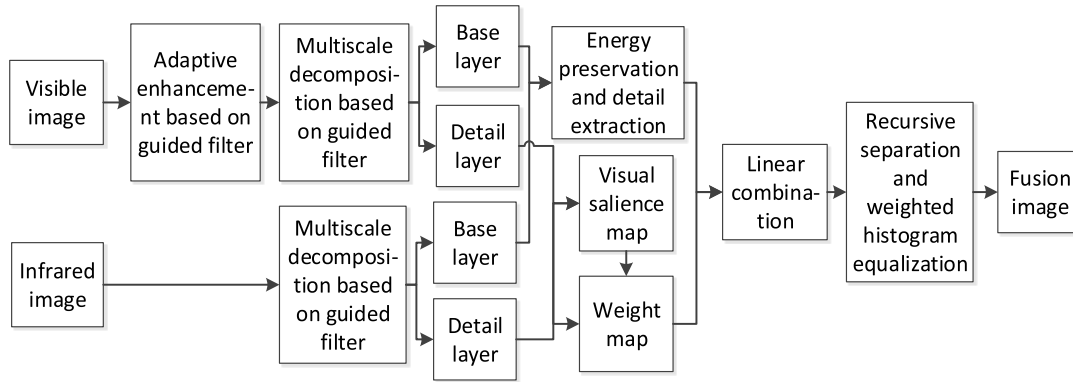 Visible
image
Adaptive
enhanceme-
nt based on
guided filter
Multiscale
decomposi-
tion based
on guided
filter
Base
layer
Detail
layer
Energy
preservation
and detail
extraction
Infrared
image
Multiscale
decomposi-
tion based
on guided
filter
Base
layer
Detail
layer
Visual
salience
map
Weight
map
Linear
combina-
tion
Recursive
separation
and
weighted
histogram
equalization
Fusion
image